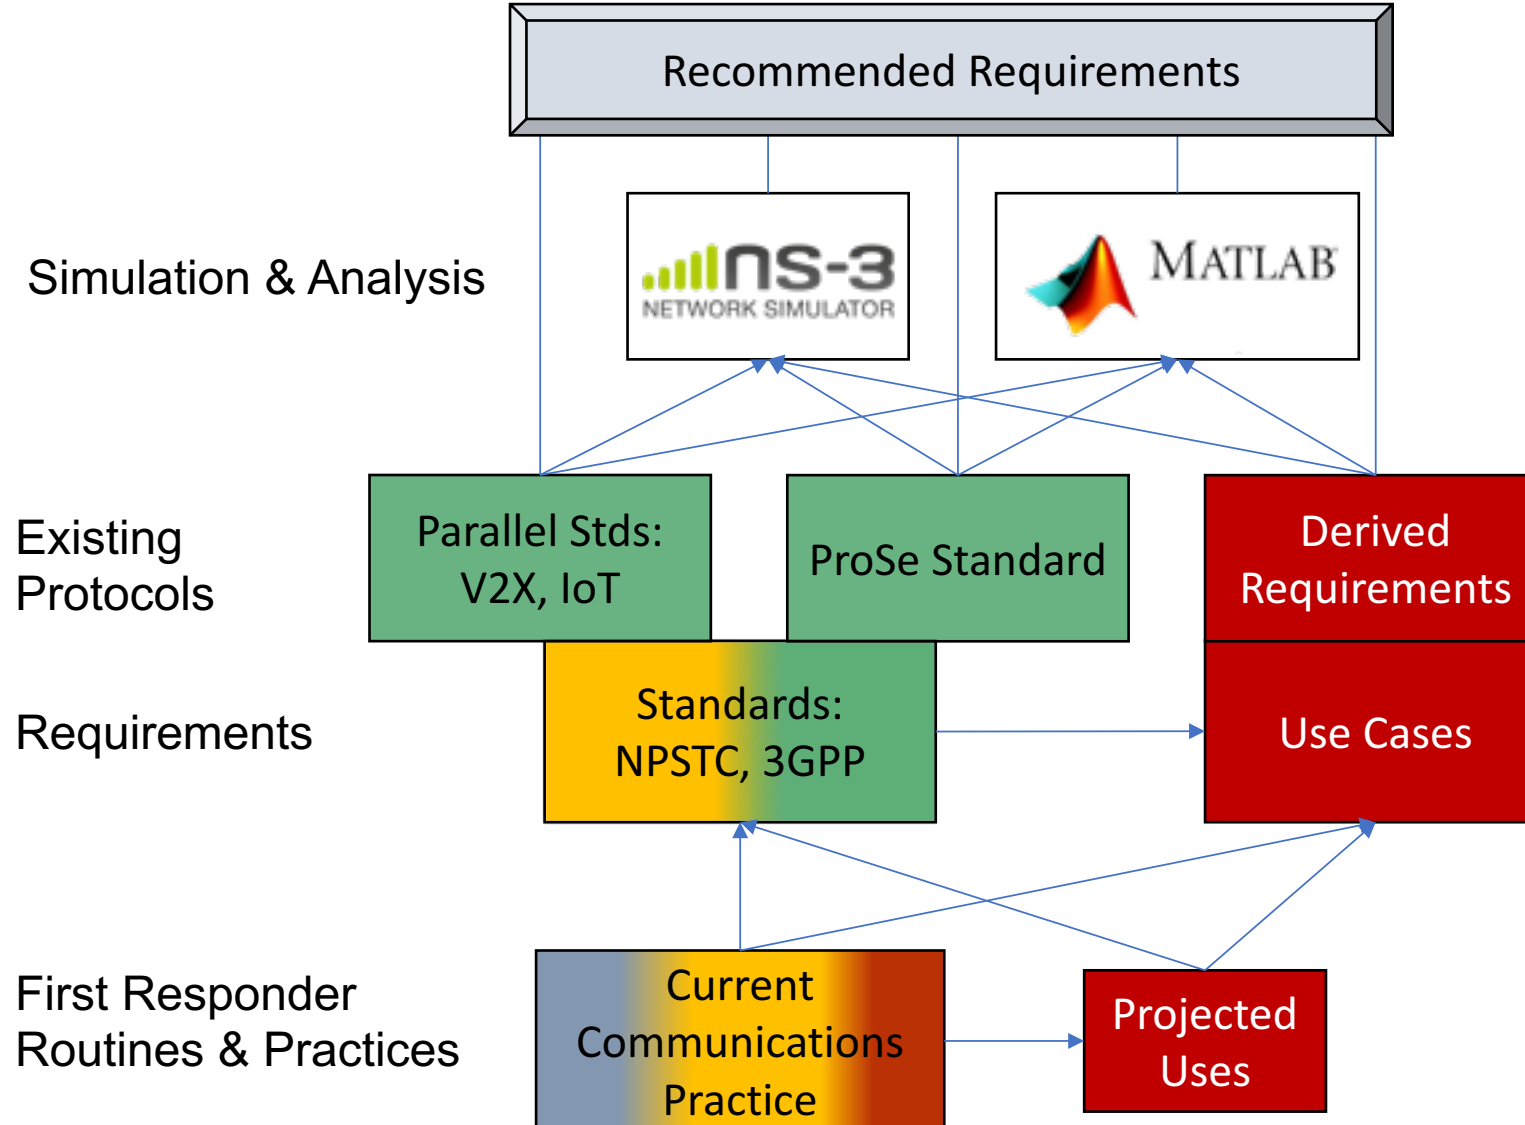 Recommended Requirements
Simulation & Analysis
ns-3
NETWORK SIMULATOR
MATLAB
Existing
Protocols
Parallel Stds:
V2X, IoT
ProSe Standard
Derived
Requirements
Requirements
Standards:
NPSTC, 3GPP
Use Cases
First Responder
Routines & Practices
Current
Communications
Practice
Projected
Uses